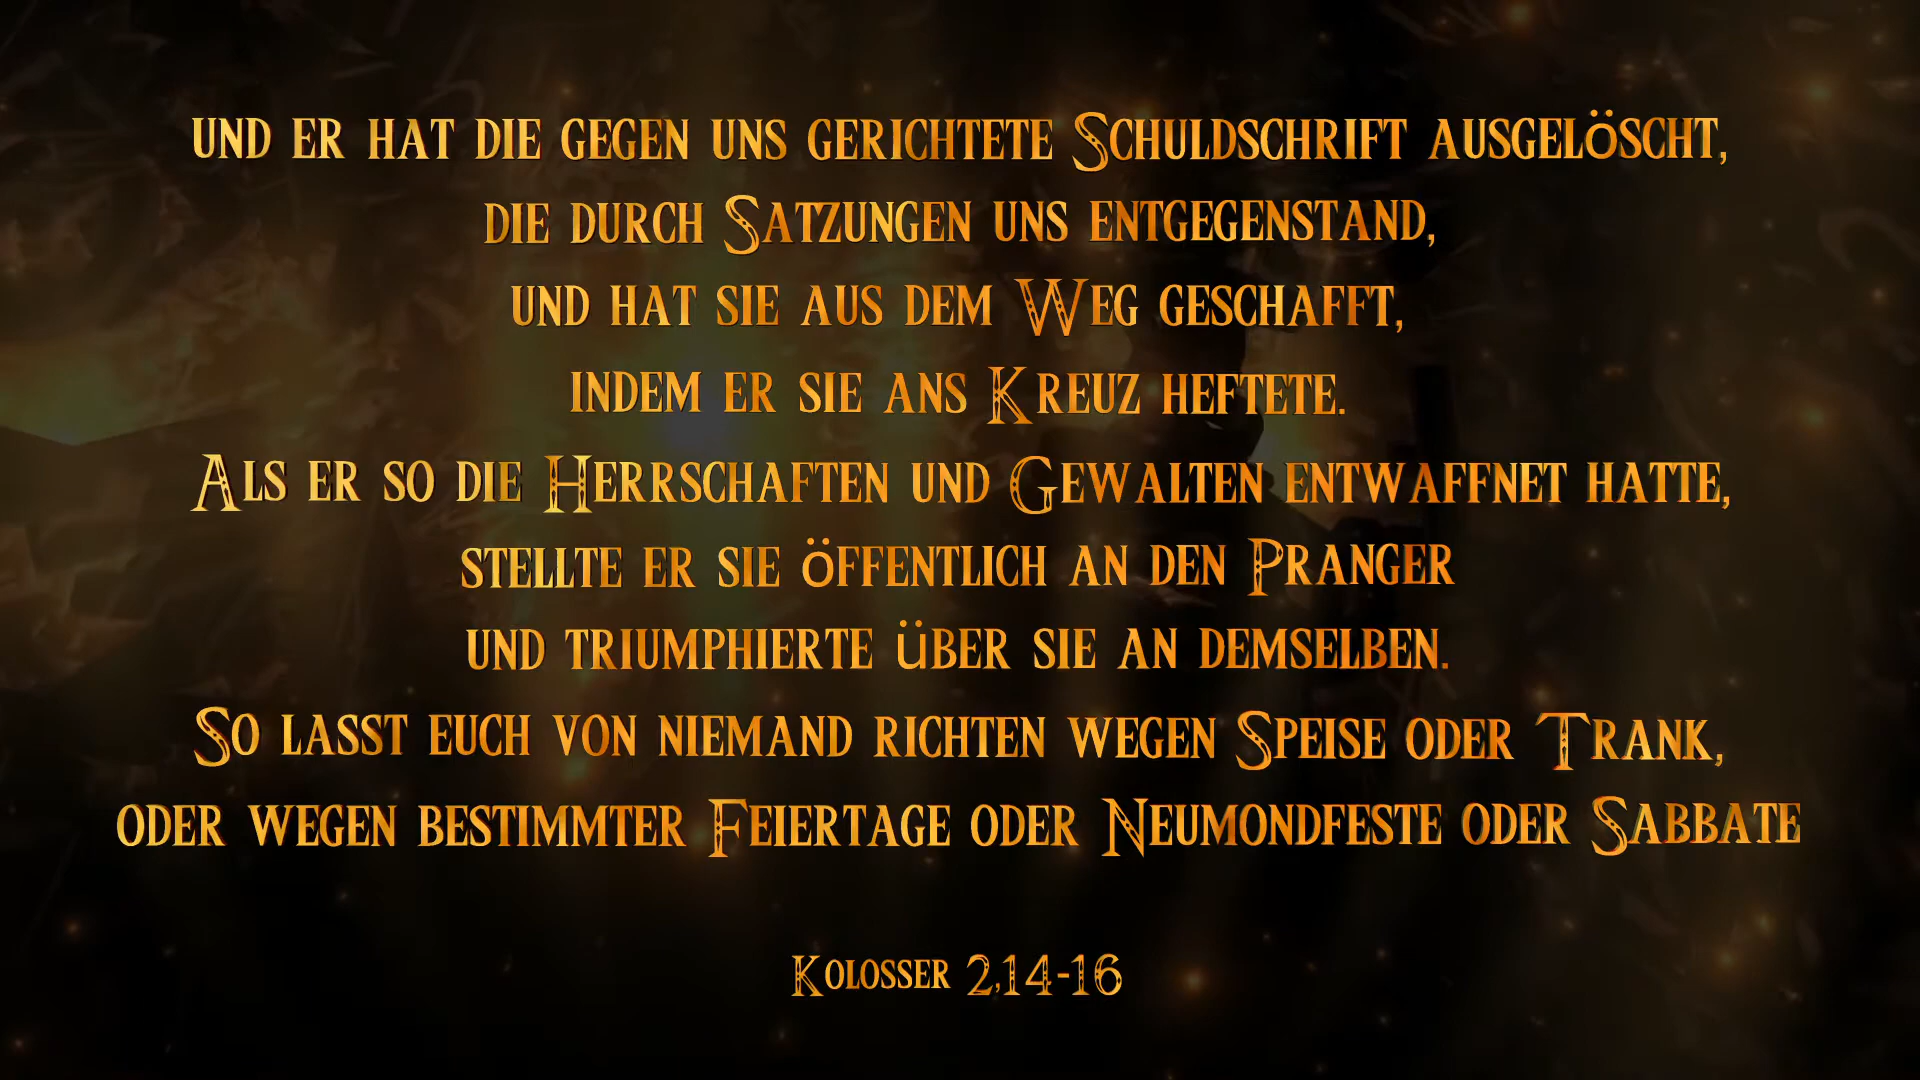 und er hat die gegen uns gerichtete Schuldschrift ausgelöscht,
die durch Satzungen uns entgegenstand,
und hat sie aus dem Weg geschafft,
indem er sie ans Kreuz heftete.
Als er so die Herrschaften und Gewalten entwaffnet hatte,
stellte er sie öffentlich an den Pranger
und triumphierte über sie an demselben.
So lasst euch von niemand richten wegen Speise oder Trank,
oder wegen bestimmter Feiertage oder Neumondfeste oder Sabbate
Kolosser 2,14-16